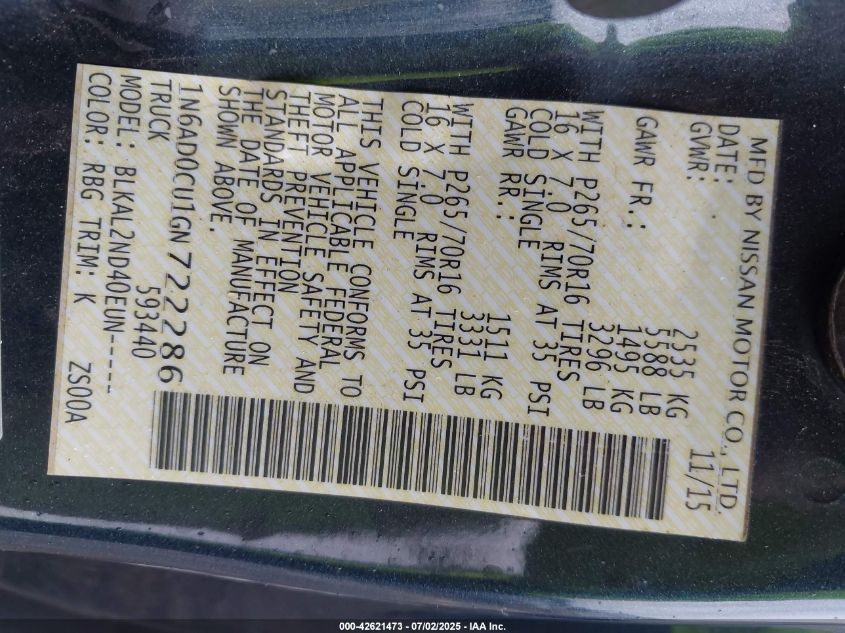 MFD BY NISSAN MOTOR CO., LTD.
DATE: 11/15
GVWR: 2535 KG
5588 LB
GAWR FR.: 1495 KG
3296 LB
WITH P265/70R16 TIRES
16 X 7.0 RIMS AT 35 PSI
COLD SINGLE
GAWR RR.: 1511 KG
3331 LB
WITH P265/70R16 TIRES
16 X 7.0 RIMS AT 35 PSI
COLD SINGLE
THIS VEHICLE CONFORMS TO
ALL APPLICABLE FEDERAL
MOTOR VEHICLE SAFETY AND
THEFT PREVENTION
STANDARDS IN EFFECT ON
THE DATE OF MANUFACTURE
SHOWN ABOVE.
1N6AD0CU1GN722286
TRUCK 593440
MODEL: BLKAL2ND40EUN-----
COLOR: RBG TRIM: K ZS00A
000-42621473 - 07/02/2025 - IAA Inc.